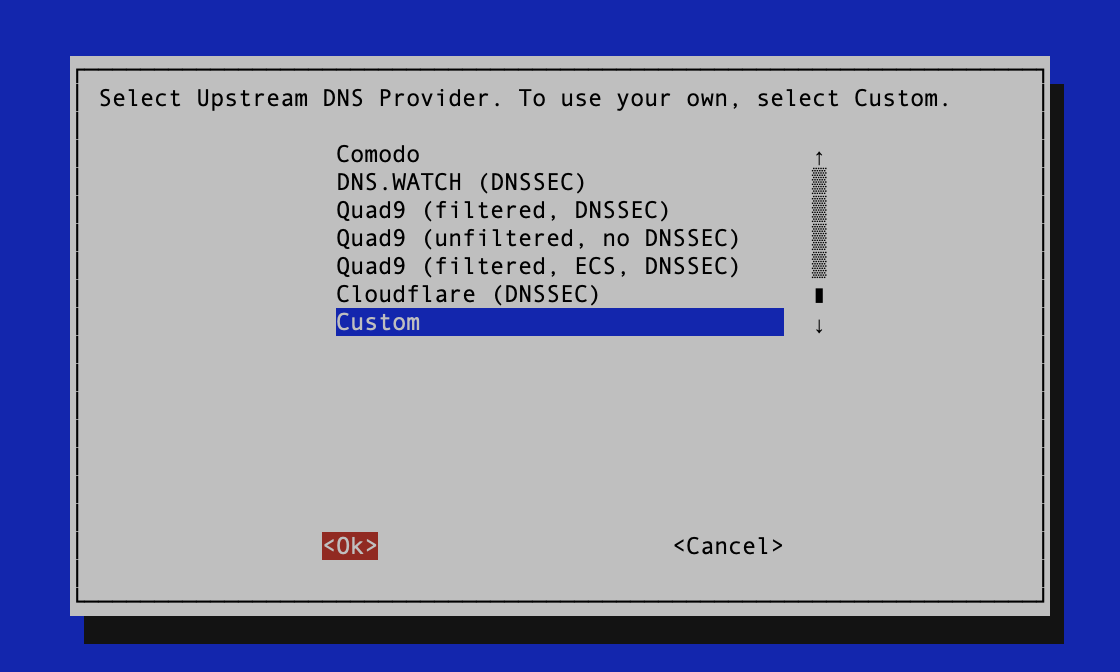 Select Upstream DNS Provider. To use your own, select Custom.
Comodo
DNS.WATCH (DNSSEC)
Quad9 (filtered, DNSSEC)
Quad9 (unfiltered, no DNSSEC)
Quad9 (filtered, ECS, DNSSEC)
Cloudflare (DNSSEC)
Custom
<Ok> <Cancel>